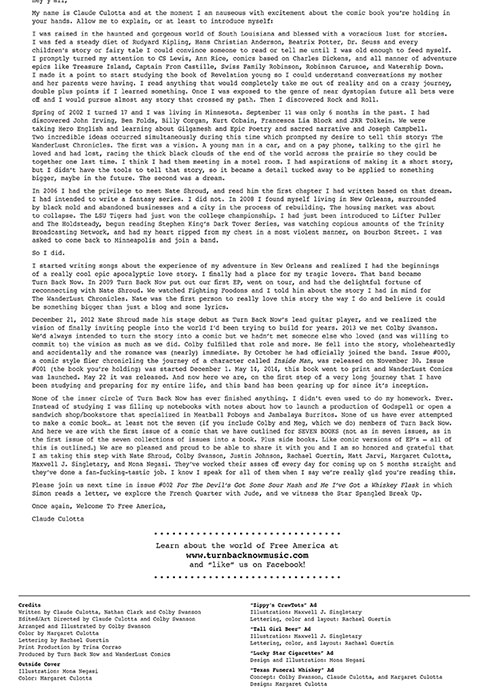 Hey y'all,
My name is Claude Culotta and at the moment I am nauseous with excitement about the comic book you're holding in
your hands. Allow me to explain, or at least to introduce myself:
I was raised in the haunted and gorgeous world of South Louisiana and blessed with a voracious lust for stories.
I was fed a steady diet of Rudyard Kipling, Hans Christian Anderson, Beatrix Potter, Dr. Seuss and every
children's story or fairy tale I could convince someone to read or tell me until I was old enough to feed myself.
I promptly turned my attention to CS Lewis, Ann Rice, comics based on Charles Dickens, and all manner of adventure
epics like Treasure Island, Captain From Castille, Swiss Family Robinson, Robinson Carusoe, and Watership Down.
I made it a point to start studying the book of Revelation young so I could understand conversations my mother
and her parents were having. I read anything that would completely take me out of reality and on a crazy journey,
double plus points if I learned something. Once I was exposed to the genre of near dystopian future all bets were
off and I would pursue almost any story that crossed my path. Then I discovered Rock and Roll.
Spring of 2002 I turned 17 and I was living in Minnesota. September 11 was only 6 months in the past. I had
discovered John Irving, Ben Folds, Billy Corgan, Kurt Cobain, Francesca Lia Block and JRR Tolkein. We were
taking Hero English and learning about Gilgamesh and Epic Poetry and sacred narrative and Joseph Campbell.
Two incredible ideas occurred simultaneously during this time which prompted my desire to tell this story: The
WanderLust Chronicles. The first was a vision. A young man in a car, and on a pay phone, talking to the girl he
loved and had lost, racing the thick black clouds of the end of the world across the prairie so they could be
together one last time. I think I had them meeting in a motel room. I had aspirations of making it a short story,
but I didn't have the tools to tell that story, so it became a detail tucked away to be applied to something
bigger, maybe in the future. The second was a dream.
In 2006 I had the privilege to meet Nate Shroud, and read him the first chapter I had written based on that dream.
I had intended to write a fantasy series. I did not. In 2008 I found myself living in New Orleans, surrounded
by black mold and abandoned businesses and a city in the process of rebuilding. The housing market was about
to collapse. The LSU Tigers had just won the college championship. I had just been introduced to Lifter Puller
and The Holdsteady, begun reading Stephen King's Dark Tower Series, was watching copious amounts of the Trinity
Broadcasting Network, and had my heart ripped from my chest in a most violent manner, on Bourbon Street. I was
asked to come back to Minneapolis and join a band.
So I did.
I started writing songs about the experience of my adventure in New Orleans and realized I had the beginnings
of a really cool epic apocalyptic love story. I finally had a place for my tragic lovers. That band became
Turn Back Now. In 2009 Turn Back Now put out our first EP, went on tour, and had the delightful fortune of
reconnecting with Nate Shroud. We watched Fighting Foodons and I told him about the story I had in mind for
The WanderLust Chronicles. Nate was the first person to really love this story the way I do and believe it could
be something bigger than just a blog and some lyrics.
December 21, 2012 Nate Shroud made his stage debut as Turn Back Now's lead guitar player, and we realized the
vision of finally inviting people into the world I'd been trying to build for years. 2013 we met Colby Swanson.
We'd always intended to turn the story into a comic but we hadn't met someone else who loved (and was willing to
commit to) the vision as much as we did. Colby fulfilled that role and more. He fell into the story, wholeheartedly
and accidentally and the romance was (nearly) immediate. By October he had officially joined the band. Issue #000,
a comic style flier chronicling the journey of a character called Inside Man, was released on November 30. Issue
#001 (the book you're holding) was started December 1. May 16, 2014, this book went to print and WanderLust Comics
was launched. May 22 it was released. And now here we are, on the first step of a very long journey that I have
been studying and preparing for my entire life, and this band has been gearing up for since it's inception.
None of the inner circle of Turn Back Now has ever finished anything. I didn't even used to do my homework. Ever.
Instead of studying I was filling up notebooks with notes about how to launch a production of Godspell or open a
sandwich shop/bookstore that specialized in Meatball Poboys and Jambalaya Burritos. None of us have ever attempted
to make a comic book… at least not the seven (if you include Colby and Meg, which we do) members of Turn Back Now.
And here we are with the first issue of a comic that we have outlined for SEVEN BOOKS (not as in seven issues, as in
the first issue of the seven collections of issues into a book. Plus side books. Like comic versions of EP's — all of
this is outlined.) We are so pleased and proud to be able to share it with you and I am so honored and grateful that
I am taking this step with Nate Shroud, Colby Swanson, Justin Johnson, Rachael Guertin, Matt Jarvi, Margaret Culotta,
Maxwell J. Singletary, and Mona Negasi. They've worked their asses off every day for coming up on 5 months straight and
they've done a fan-fucking-tastic job. I know I speak for all of them when I say we're really glad you're reading this.
Please join us next time in issue #002 For The Devil's Got Some Sour Mash and Me I've Got a Whiskey Flask in which
Simon reads a letter, we explore the French Quarter with Jude, and we witness the Star Spangled Break Up.
Once again, Welcome To Free America,
Claude Culotta
Learn about the world of Free America at
www.turnbacknowmusic.com
and "like" us on Facebook!
Credits
Written by Claude Culotta, Nathan Clark and Colby Swanson
Edited/Art Directed by Claude Culotta and Colby Swanson
Arranged and Illustrated by Colby Swanson
Color by Margaret Culotta
Lettering by Rachael Guertin
Print Production by Trina Corrao
Produced by Turn Back Now and WanderLust Comics
Outside Cover
Illustration: Mona Negasi
Color: Margaret Culotta
"Zippy's CrawDots" Ad
Illustration: Maxwell J. Singletary
Lettering, color and layout: Rachael Guertin
"Tall Girl Beer" Ad
Illustration: Maxwell J. Singletary
Lettering, color, and layout: Rachael Guertin
"Lucky Star Cigarettes" Ad
Design and Illustration: Mona Negasi
"Texas Funeral Whiskey" Ad
Concept: Colby Swanson, Claude Culotta, and Margaret Culotta
Design: Margaret Culotta